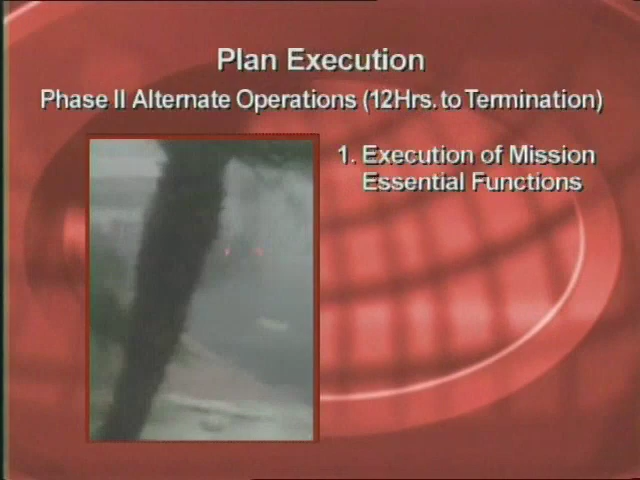 Plan Execution
Phase II Alternate Operations (12Hrs. to Termination)
1. Execution of Mission
Essential Functions